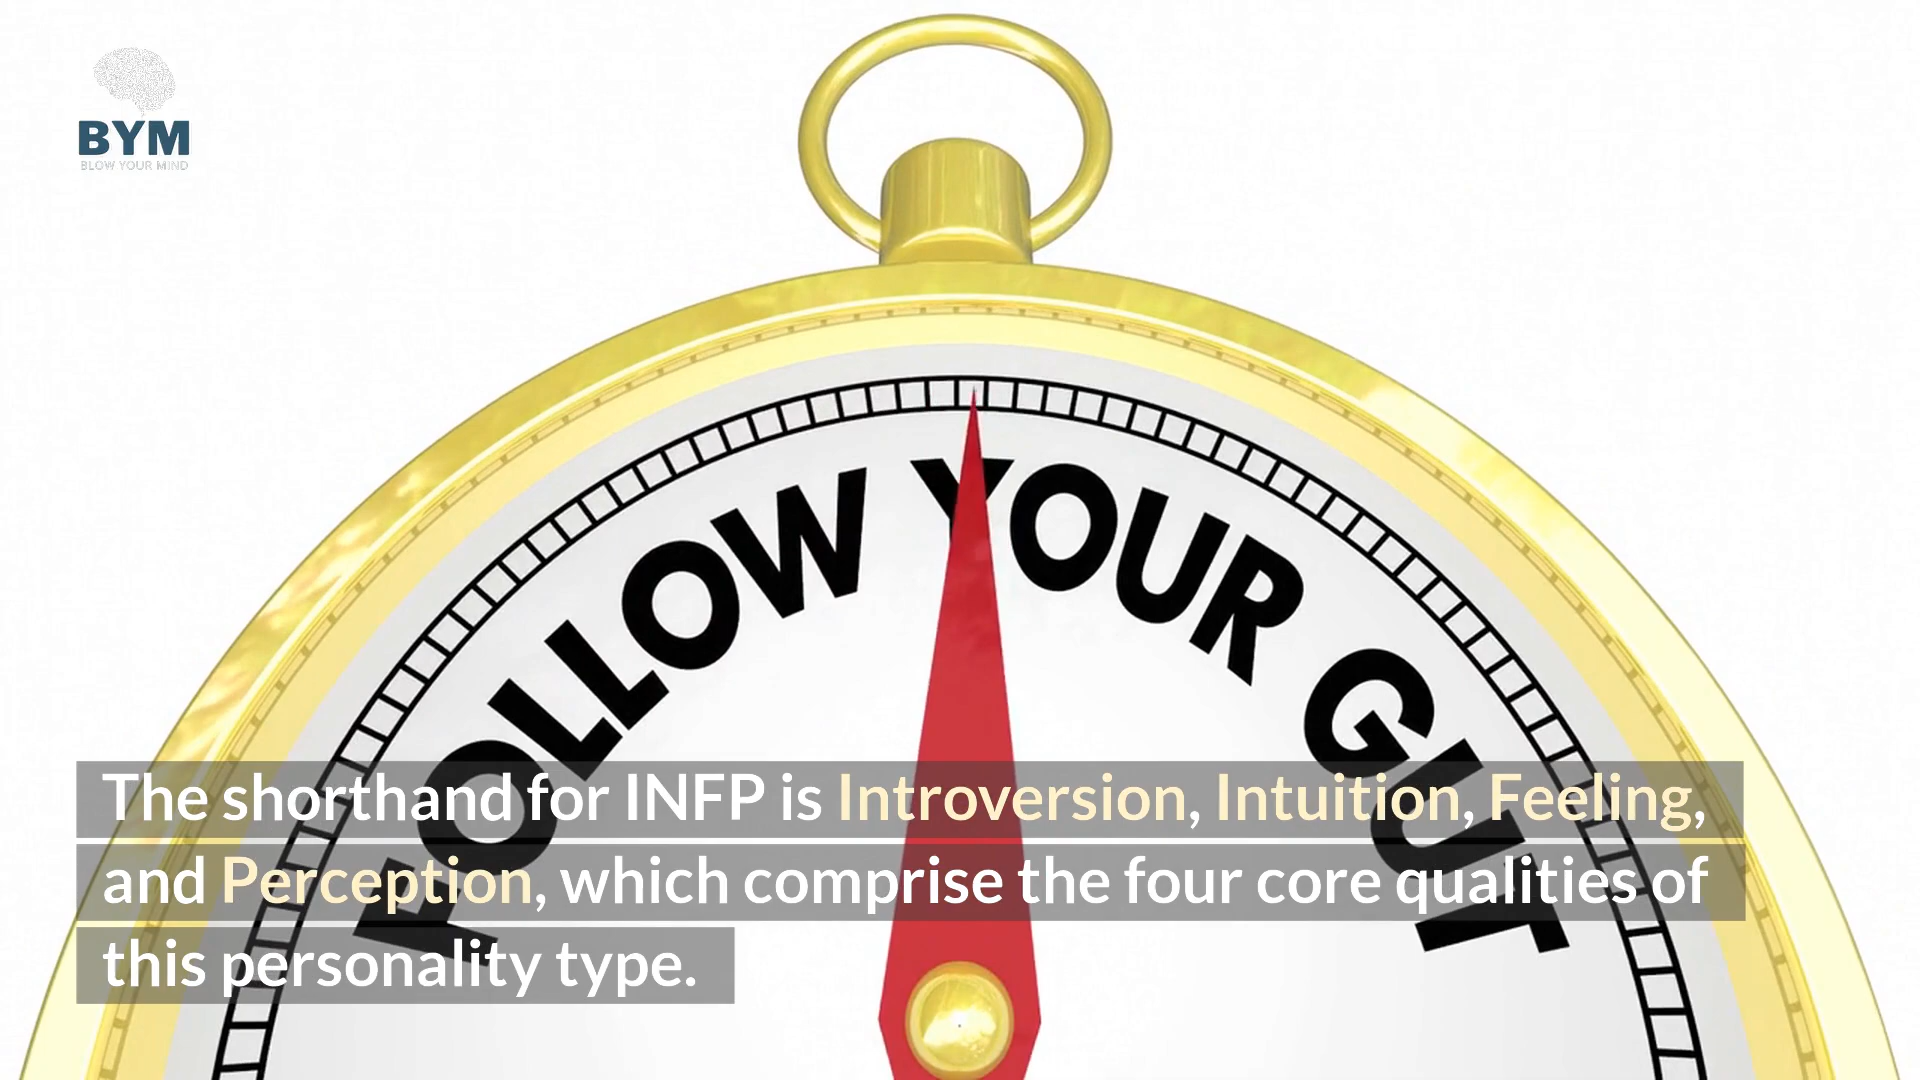 BYM
BLOW YOUR MIND
FOLLOW YOUR GUT
The shorthand for INFP is Introversion, Intuition, Feeling,
and Perception, which comprise the four core qualities of
this personality type.